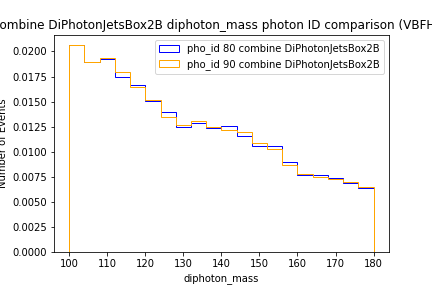 ombine DiPhotonJetsBox2B diphoton_mass photon ID comparison (VBFH
pho_id 80 combine DiPhotonJetsBox2B
pho_id 90 combine DiPhotonJetsBox2B
Number of Events
0.0200
0.0175
0.0150
0.0125
0.0100
0.0075
0.0050
0.0025
0.0000
100 110 120 130 140 150 160 170 180
diphoton_mass